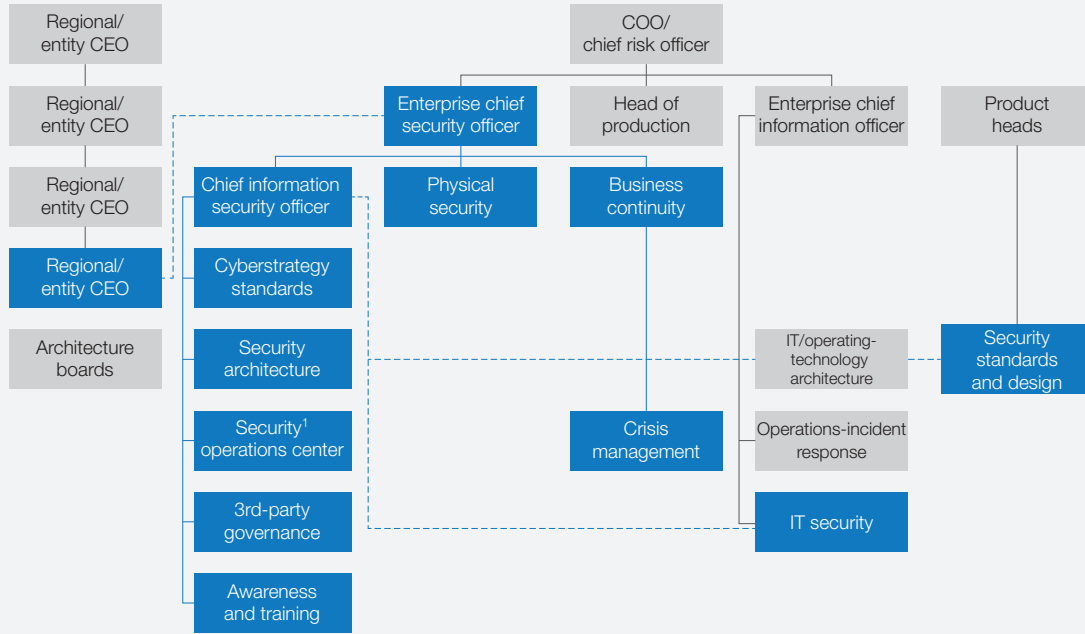 Regional/
entity CEO
COO/
chief risk officer
Regional/
entity CEO
Enterprise chief
security officer
Head of
production
Enterprise chief
information officer
Product
heads
Regional/
entity CEO
Chief information
security officer
Physical
security
Business
continuity
Regional/
entity CEO
Cyberstrategy
standards
Architecture
boards
Security
architecture
IT/operating-
technology
architecture
Security
standards
and design
Security¹
operations center
Crisis
management
Operations-incident
response
3rd-party
governance
IT security
Awareness
and training